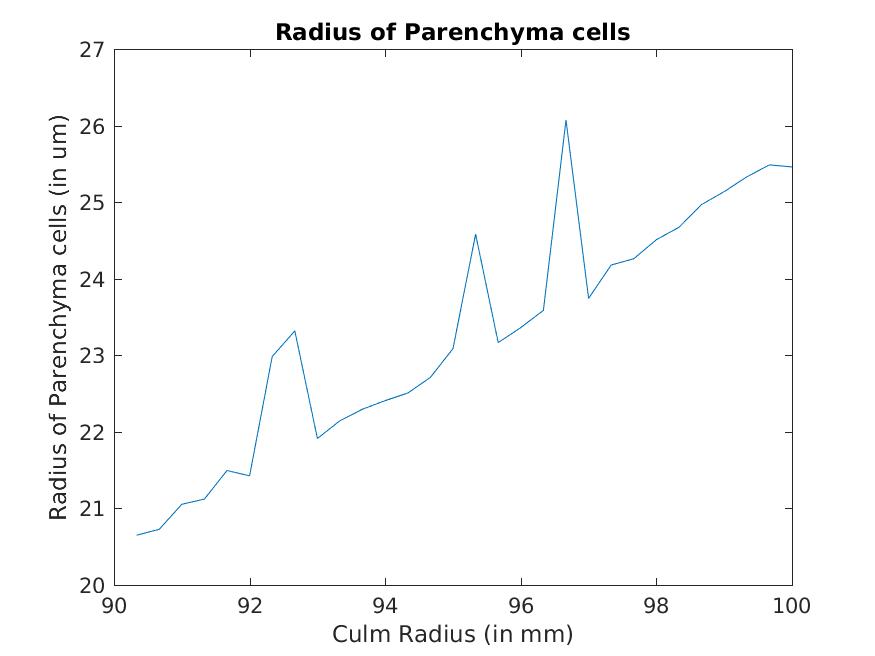 Radius of Parenchyma cells
27
26
25
24
23
22
21
20
Radius of Parenchyma cells (in um)
90 92 94 96 98 100
Culm Radius (in mm)